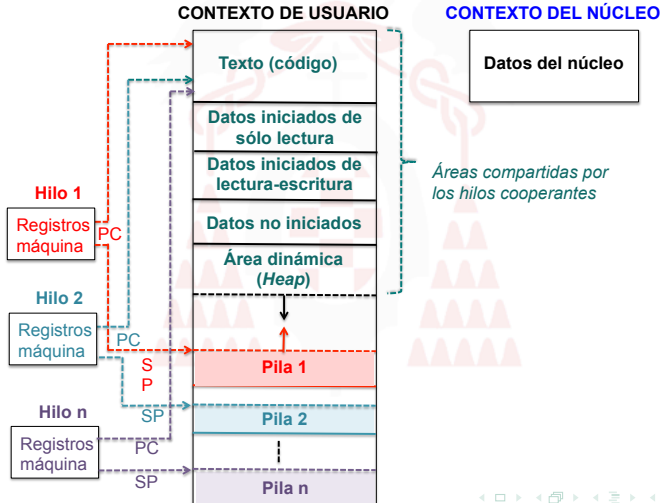 CONTEXTO DE USUARIO
CONTEXTO DEL NÚCLEO
Texto (código)
Datos del núcleo
Datos iniciados de
sólo lectura
Datos iniciados de
lectura-escritura
Áreas compartidas por
los hilos cooperantes
Hilo 1
Registros
máquina
PC
Datos no iniciados
Área dinámica
(Heap)
Hilo 2
Registros
máquina
PC
S
P
Pila 1
Hilo n
Registros
máquina
SP
Pila 2
PC
SP
Pila n